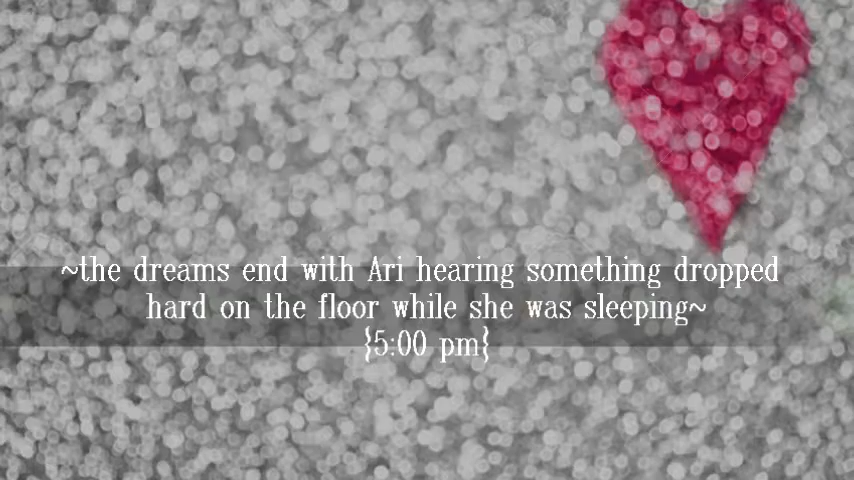 ~the dreams end with Ari hearing something dropped
hard on the floor while she was sleeping~
}5:00 pm{